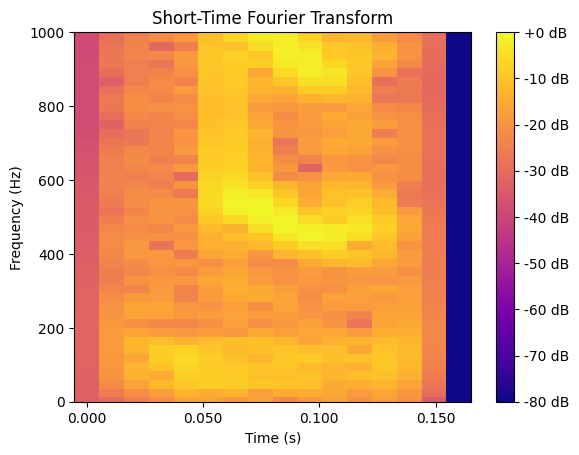 Short-Time Fourier Transform
1000
800
600
400
200
0
Frequency (Hz)
0.000
0.050
0.100
0.150
Time (s)
+0 dB
-10 dB
-20 dB
-30 dB
-40 dB
-50 dB
-60 dB
-70 dB
-80 dB